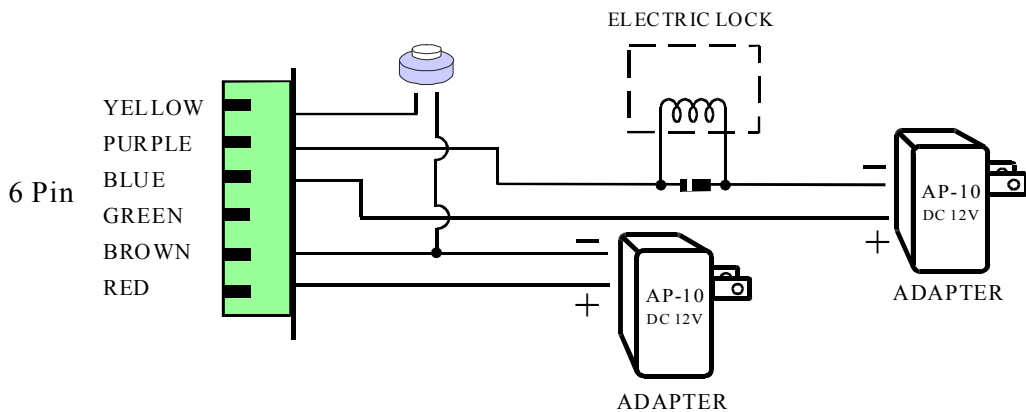 ELECTRIC LOCK
YELLOW
PURPLE
BLUE
6 Pin
GREEN
BROWN
RED
−
AP-10
DC 12V
+
ADAPTER
−
AP-10
DC 12V
+
ADAPTER